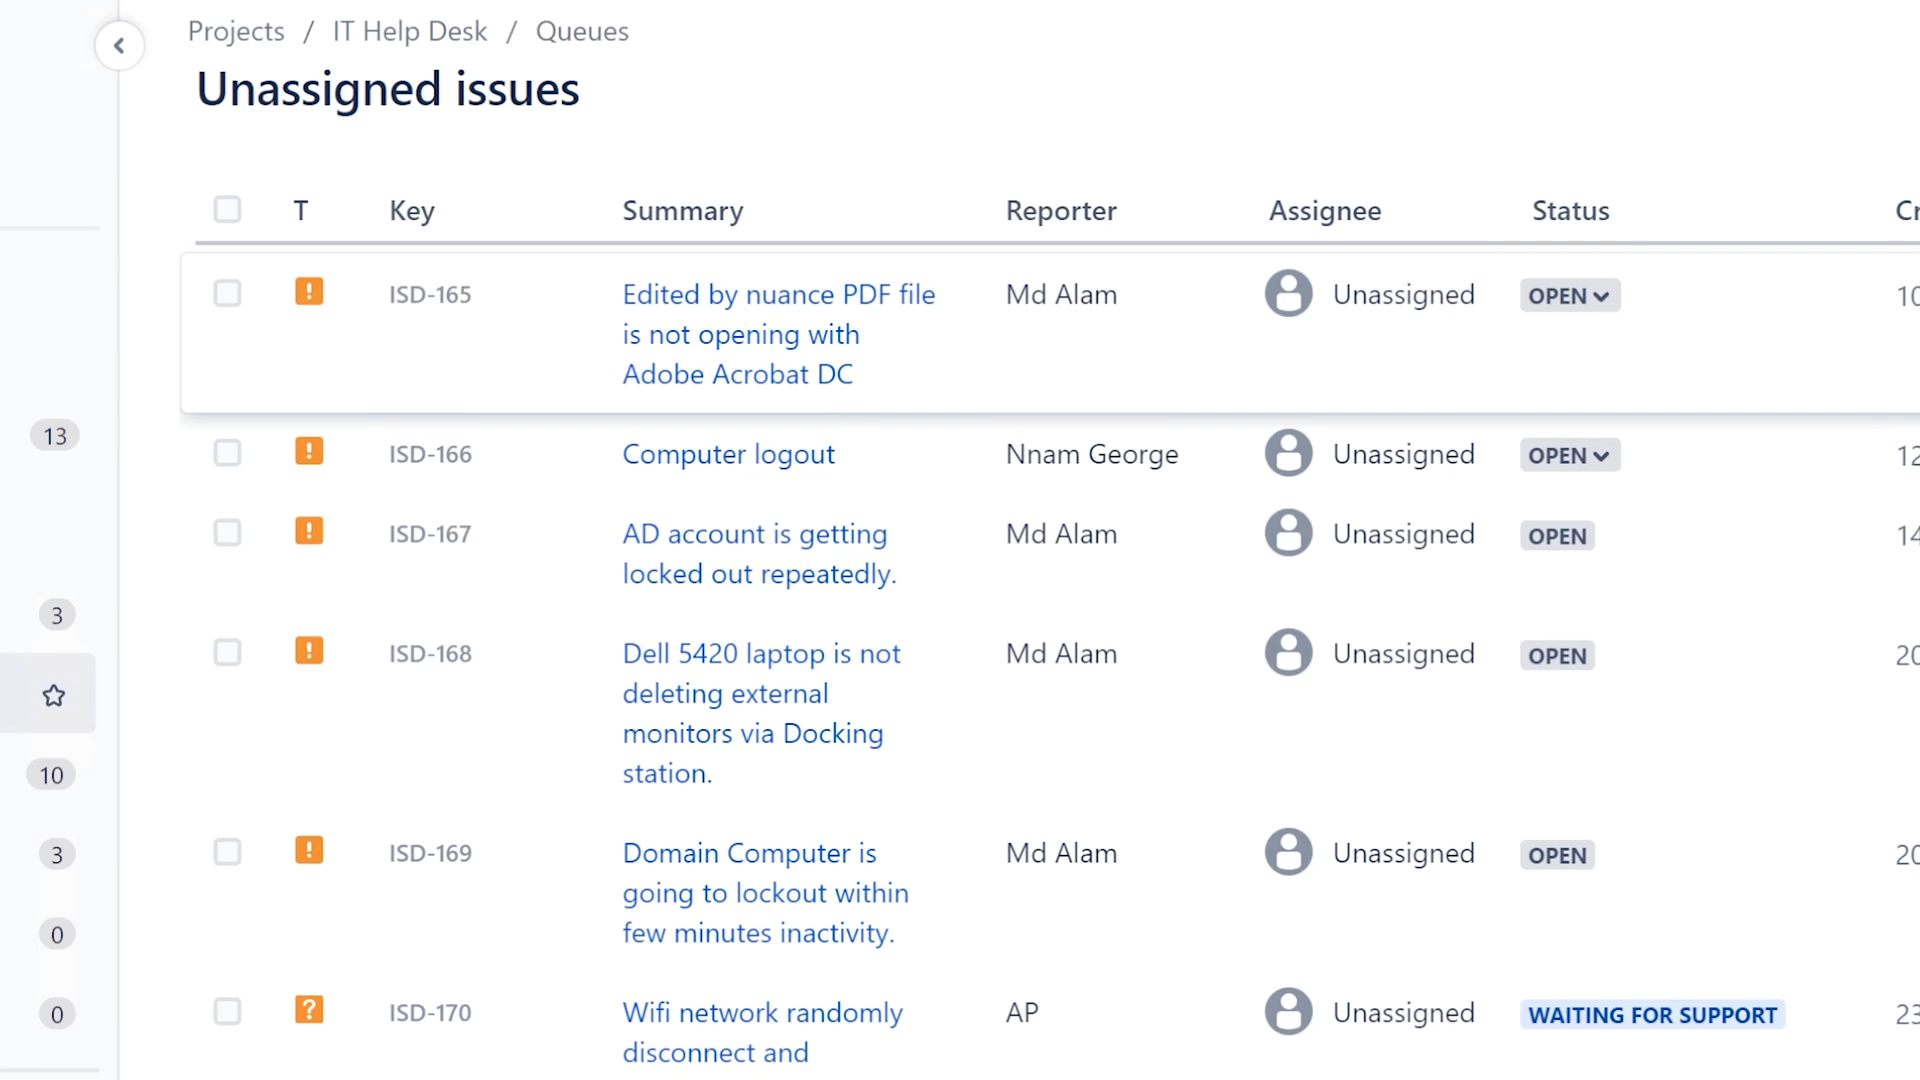 Projects / IT Help Desk / Queues
Unassigned issues
T Key Summary Reporter Assignee Status Cr
ISD-165 Edited by nuance PDF file Md Alam Unassigned OPEN 10
is not opening with
Adobe Acrobat DC
13
ISD-166 Computer logout Nnam George Unassigned OPEN 12
ISD-167 AD account is getting Md Alam Unassigned OPEN 14
locked out repeatedly.
3
ISD-168 Dell 5420 laptop is not Md Alam Unassigned OPEN 20
deleting external
monitors via Docking
station.
10
3
ISD-169 Domain Computer is Md Alam Unassigned OPEN 20
going to lockout within
few minutes inactivity.
0
0
ISD-170 Wifi network randomly AP Unassigned WAITING FOR SUPPORT 23
disconnect and